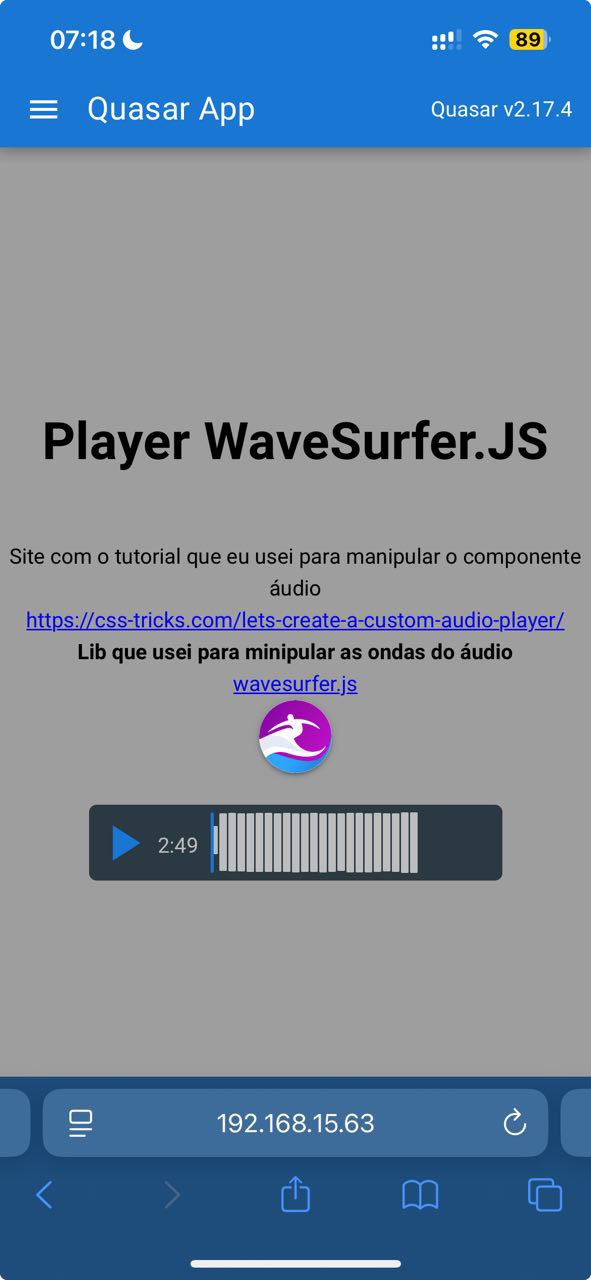 07:18
89
Quasar App
Quasar v2.17.4
Player WaveSurfer.JS
Site com o tutorial que eu usei para manipular o componente
áudio
https://css-tricks.com/lets-create-a-custom-audio-player/
Lib que usei para minipular as ondas do áudio
wavesurfer.js
2:49
192.168.15.63